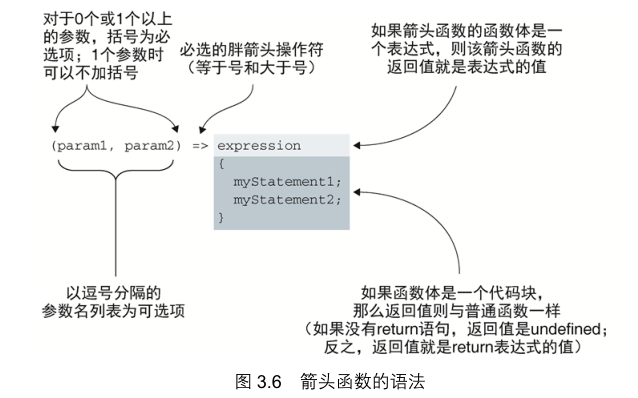 对于0个或1个以上
的参数，括号为必
选项；1个参数时
可以不加括号
必选的胖箭头操作符
（等于号和大于号）
如果箭头函数的函数体是一
个表达式，则该箭头函数的
返回值就是表达式的值
(param1, param2) => expression
{
myStatement1;
myStatement2;
}
以逗号分隔的
参数名列表为可选项
如果函数体是一个代码块，
那么返回值则与普通函数一样
（如果没有return语句，返回值是undefined；
反之，返回值就是return表达式的值）
图 3.6 箭头函数的语法